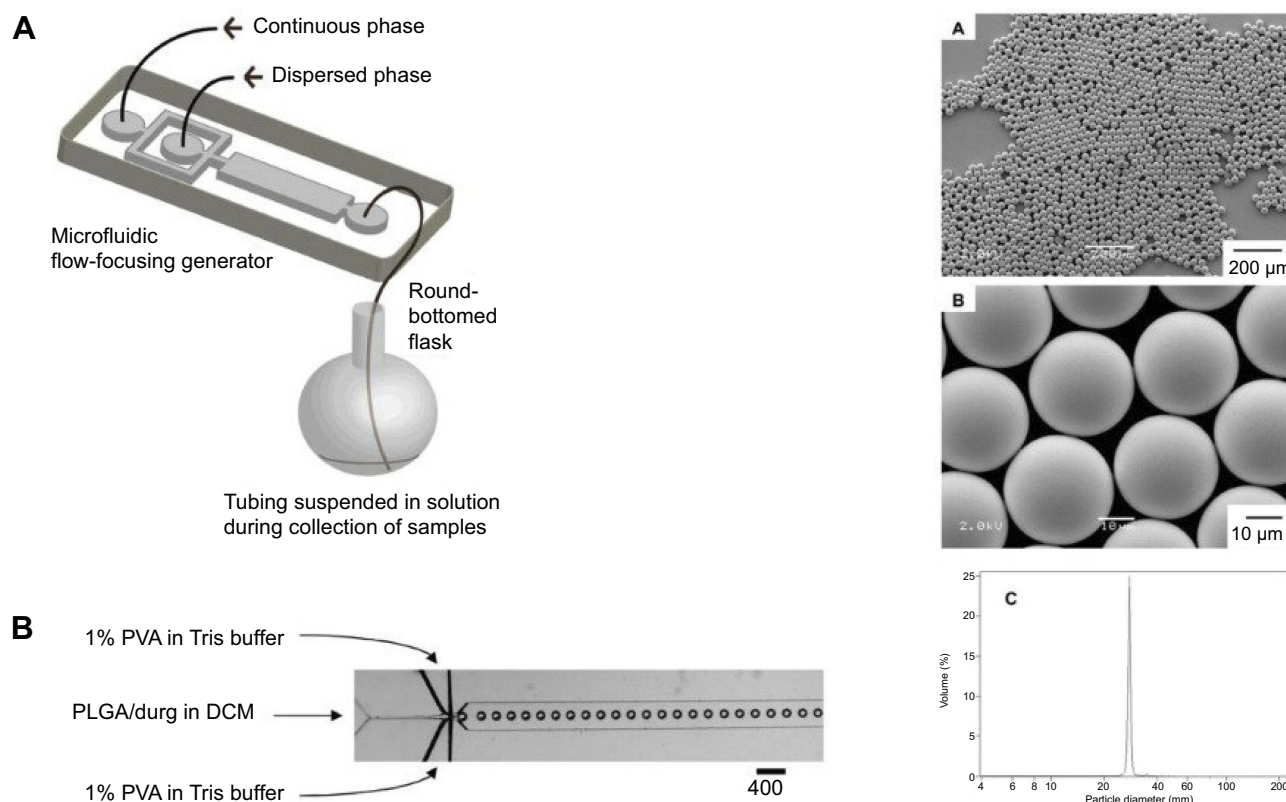 A
Continuous phase
Dispersed phase
Microfluidic
flow-focusing generator
Round-
bottomed
flask
Tubing suspended in solution
during collection of samples
B
1% PVA in Tris buffer
PLGA/durg in DCM
1% PVA in Tris buffer
400
A
200 µm
B
2.0kV
10µm
10 µm
C
Volume (%)
25
20
15
10
5
0
4 6 8 10 20 40 60 100 200
Particle diameter (mm)